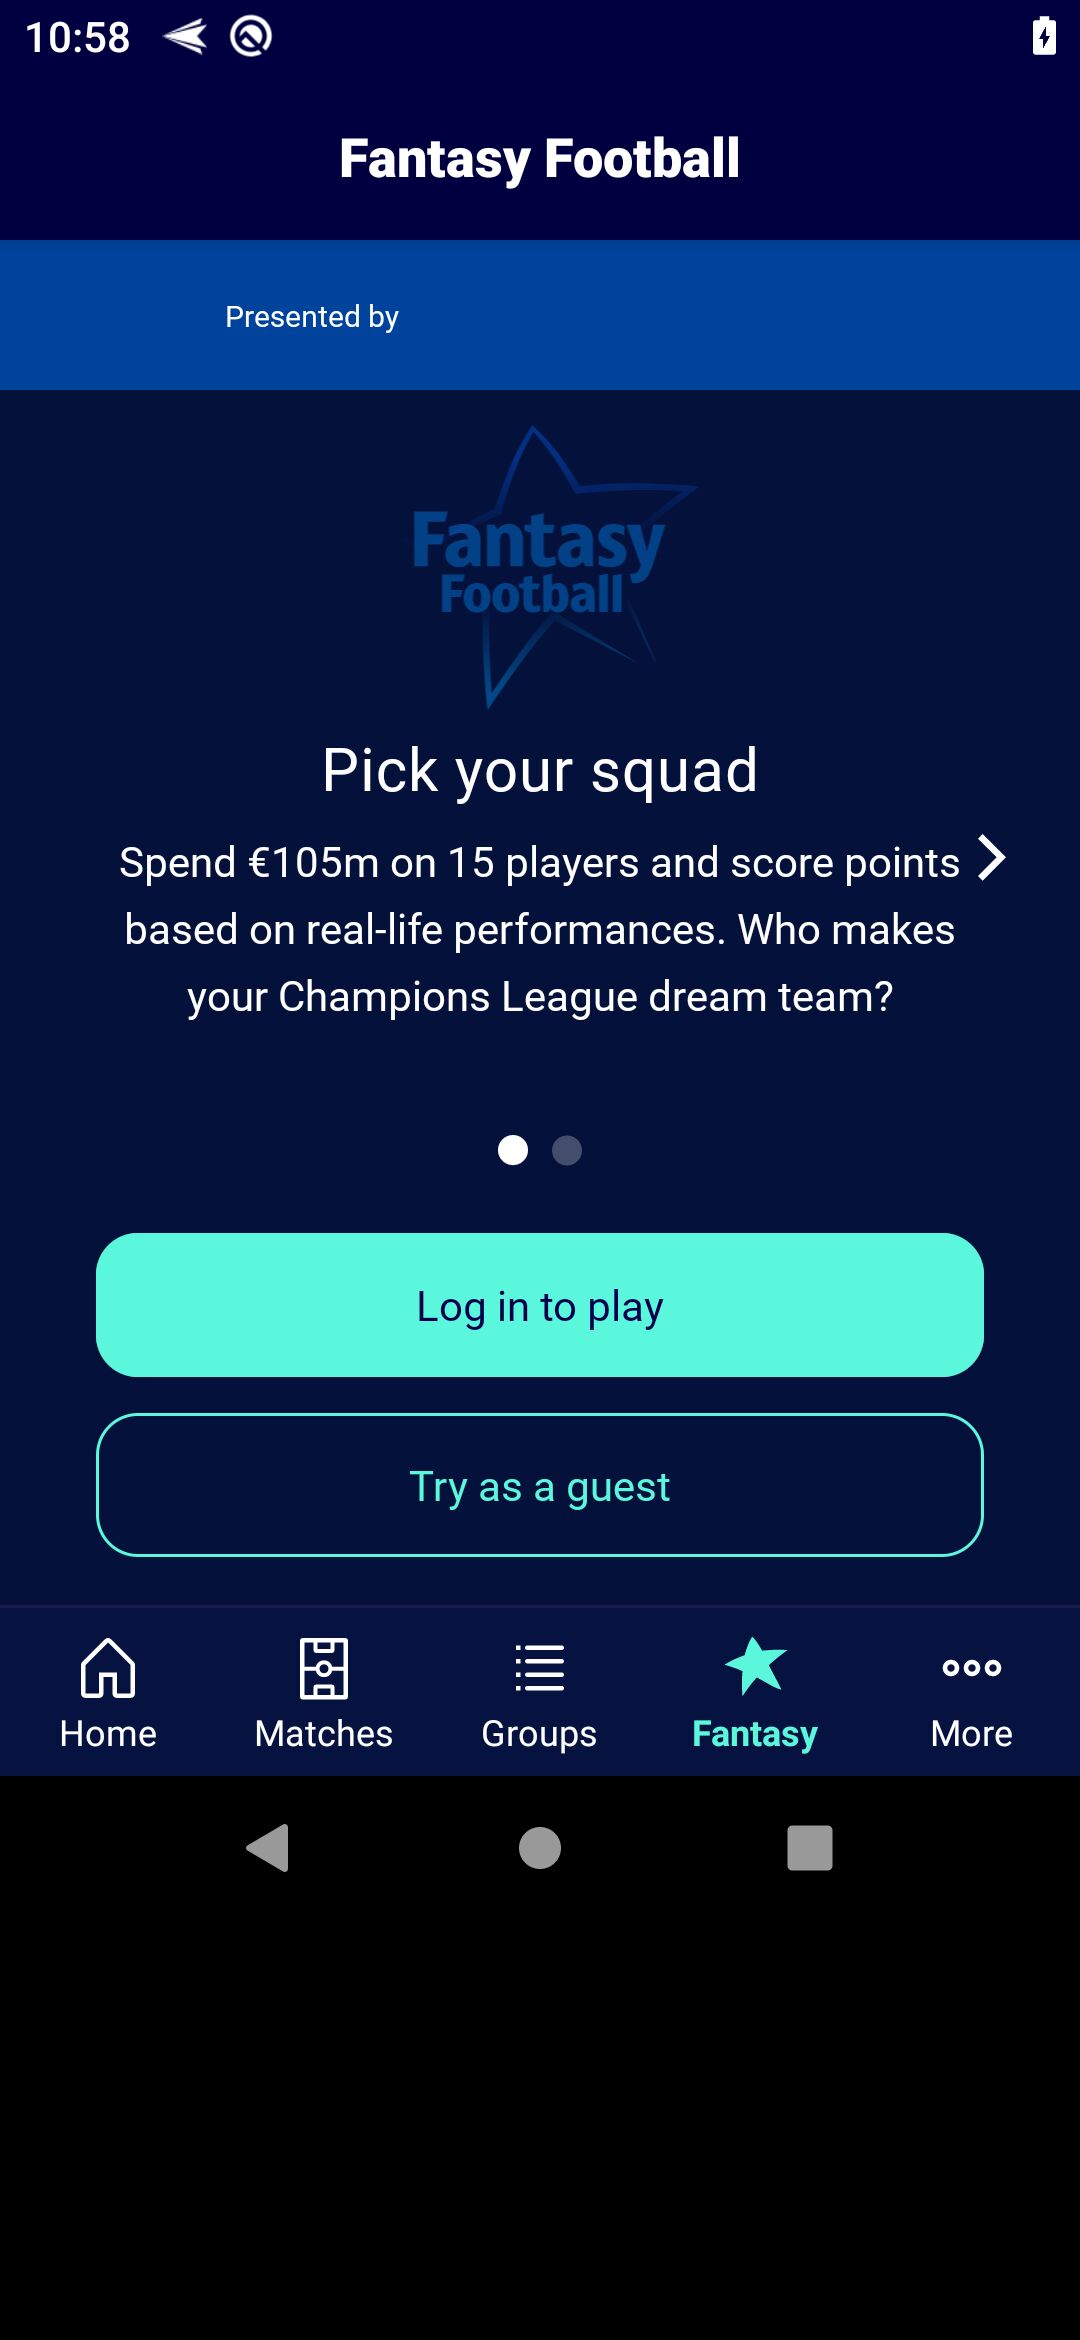 10:58
Fantasy Football
Presented by
Fantasy
Football
Pick your squad
Spend €105m on 15 players and score points
based on real-life performances. Who makes
your Champions League dream team?
Log in to play
Try as a guest
Home Matches Groups Fantasy More